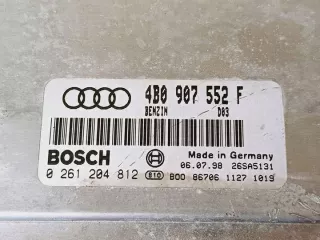 4B0 907 552 F
BENZIN D03
BOSCH Made in Germany
06.07.98 26SA5131
0 261 204 812 B00 86706 1127 1019